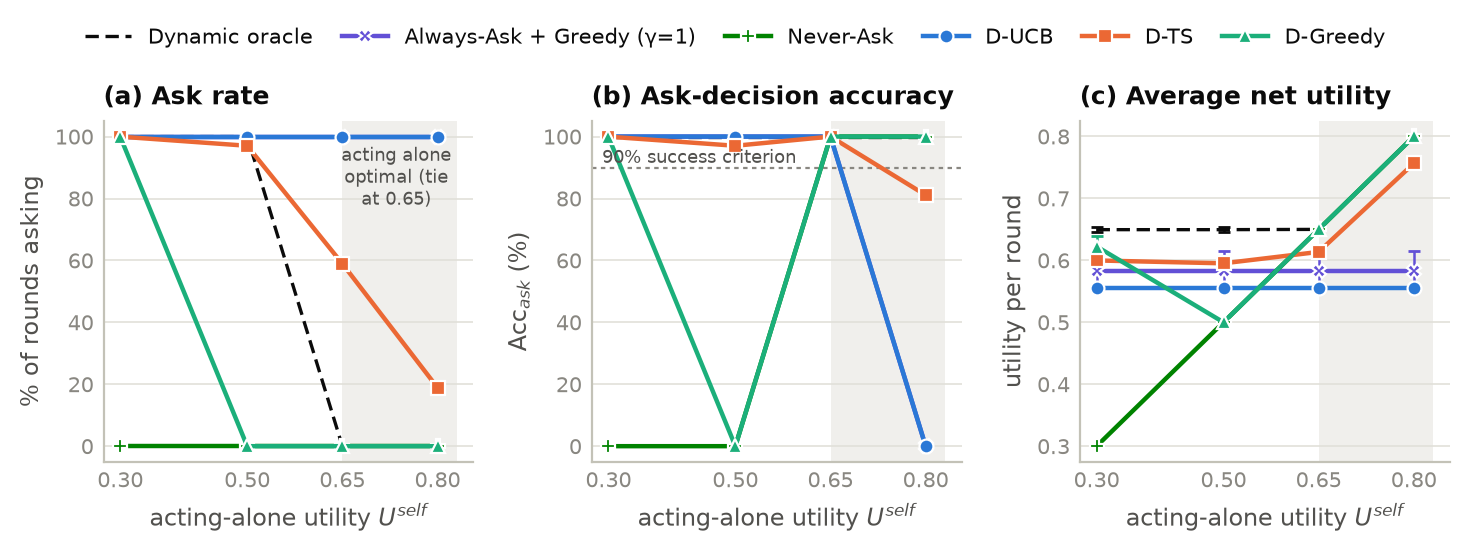 Dynamic oracle Always-Ask + Greedy (γ=1) Never-Ask D-UCB D-TS D-Greedy
(a) Ask rate
% of rounds asking
100
80
60
40
20
0
acting alone
optimal (tie
at 0.65)
0.30 0.50 0.65 0.80
acting-alone utility U^self
(b) Ask-decision accuracy
Acc_ask (%)
100
80
60
40
20
0
90% success criterion
0.30 0.50 0.65 0.80
acting-alone utility U^self
(c) Average net utility
utility per round
0.8
0.7
0.6
0.5
0.4
0.3
0.30 0.50 0.65 0.80
acting-alone utility U^self